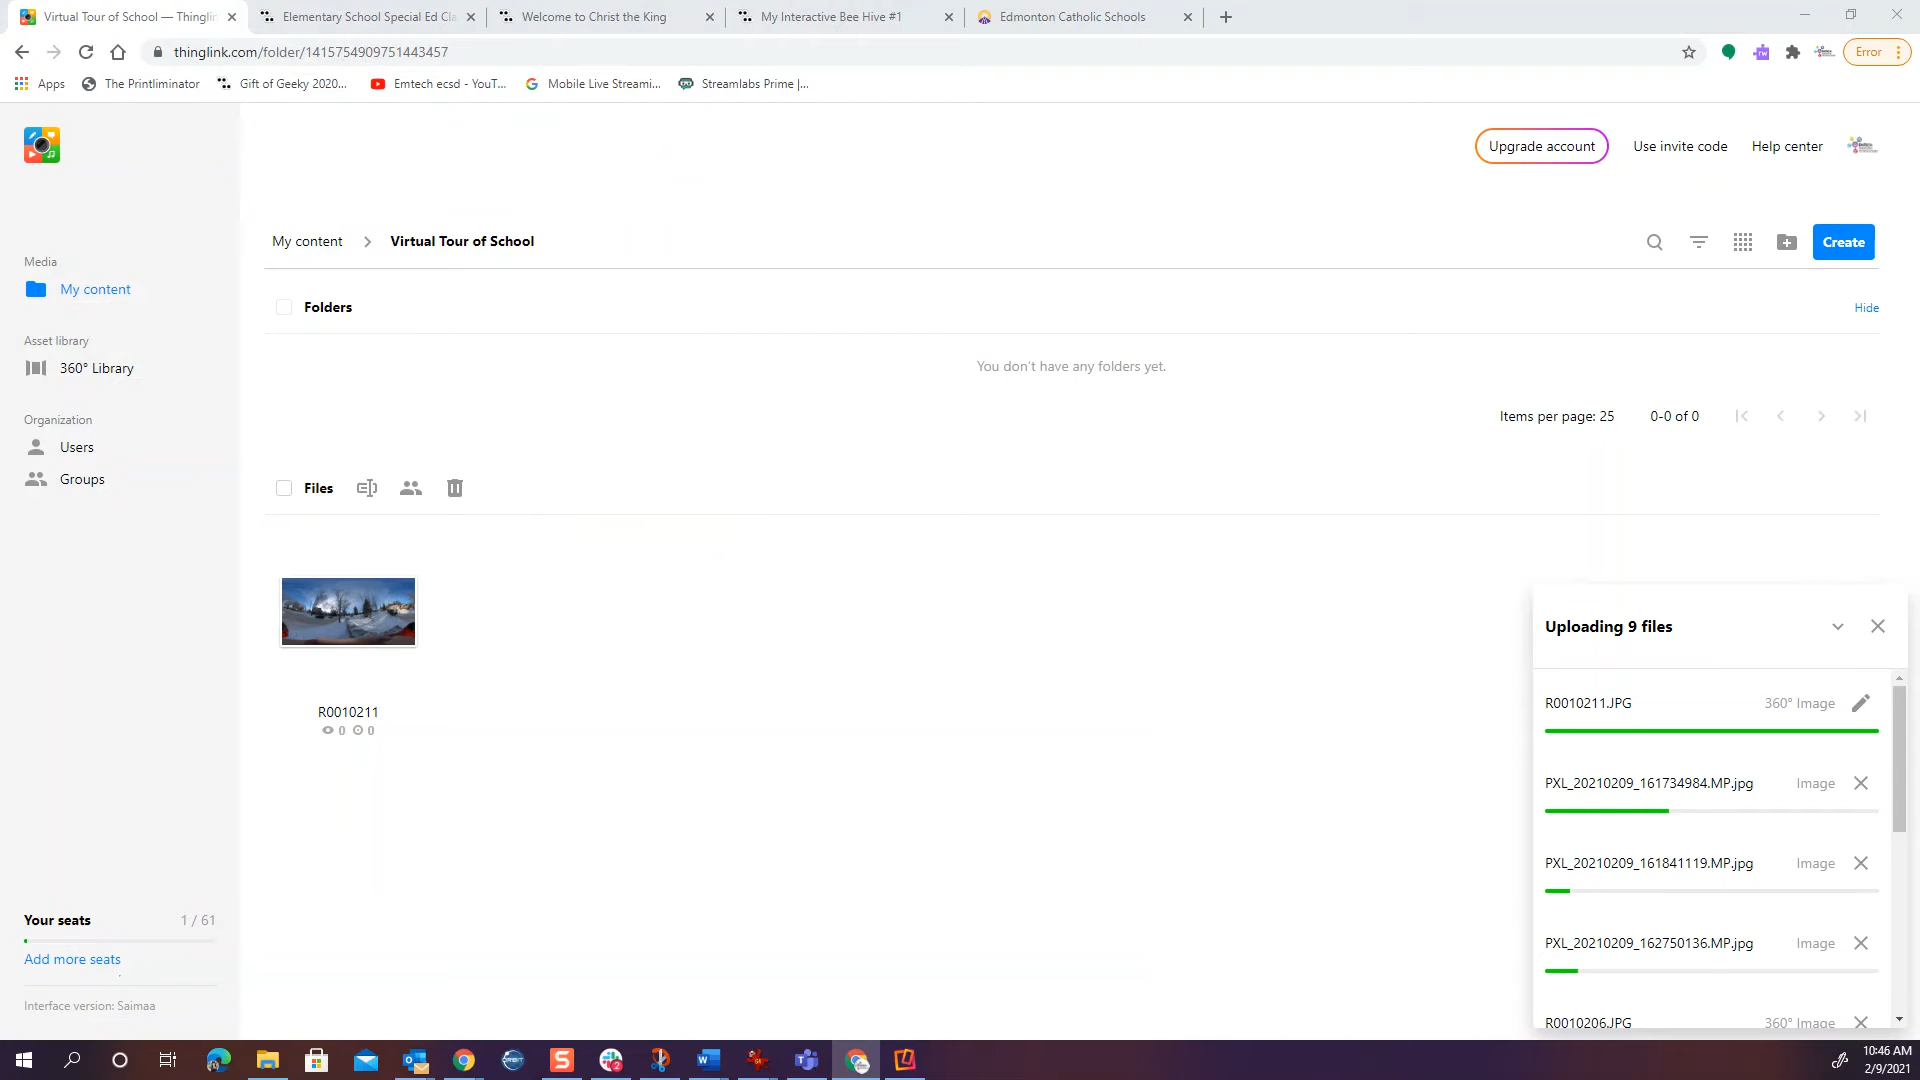 Virtual Tour of School — Thinglin
Elementary School Special Ed Cla
Welcome to Christ the King
My Interactive Bee Hive #1
Edmonton Catholic Schools
thinglink.com/folder/1415754909751443457
Error
Apps
The Printliminator
Gift of Geeky 2020...
Emtech ecsd - YouT...
Mobile Live Streami...
Streamlabs Prime |...
Upgrade account
Use invite code
Help center
My content
Virtual Tour of School
Create
Media
My content
Asset library
360° Library
Organization
Users
Groups
Folders
Hide
You don't have any folders yet.
Items per page: 25
0-0 of 0
Files
R0010211
0 0
Uploading 9 files
R0010211.JPG 360° Image
PXL_20210209_161734984.MP.jpg Image
PXL_20210209_161841119.MP.jpg Image
PXL_20210209_162750136.MP.jpg Image
R0010206.JPG 360° Image
Your seats 1 / 61
Add more seats
Interface version: Saimaa
10:46 AM
2/9/2021